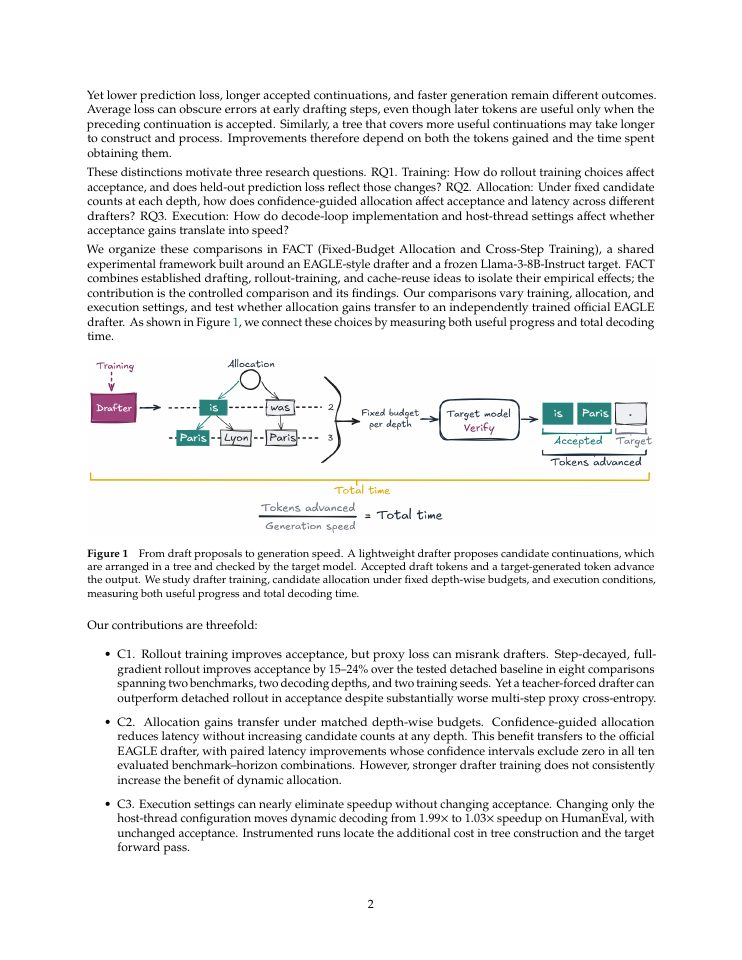 Yet lower prediction loss, longer accepted continuations, and faster generation remain different outcomes.
Average loss can obscure errors at early drafting steps, even though later tokens are useful only when the
preceding continuation is accepted. Similarly, a tree that covers more useful continuations may take longer
to construct and process. Improvements therefore depend on both the tokens gained and the time spent
obtaining them.
These distinctions motivate three research questions. RQ1. Training: How do rollout training choices affect
acceptance, and does held-out prediction loss reflect those changes? RQ2. Allocation: Under fixed candidate
counts at each depth, how does confidence-guided allocation affect acceptance and latency across different
drafters? RQ3. Execution: How do decode-loop implementation and host-thread settings affect whether
acceptance gains translate into speed?
We organize these comparisons in FACT (Fixed-Budget Allocation and Cross-Step Training), a shared
experimental framework built around an EAGLE-style drafter and a frozen Llama-3-8B-Instruct target. FACT
combines established drafting, rollout-training, and cache-reuse ideas to isolate their empirical effects; the
contribution is the controlled comparison and its findings. Our comparisons vary training, allocation, and
execution settings, and test whether allocation gains transfer to an independently trained official EAGLE
drafter. As shown in Figure 1, we connect these choices by measuring both useful progress and total decoding
time.
Training
Allocation
Drafter
is
was
2
Paris
Lyon
Paris
3
Fixed budget
per depth
Target model
Verify
is
Paris
.
Accepted
Target
Tokens advanced
Total time
Tokens advanced
Generation speed
= Total time
Figure 1 From draft proposals to generation speed. A lightweight drafter proposes candidate continuations, which
are arranged in a tree and checked by the target model. Accepted draft tokens and a target-generated token advance
the output. We study drafter training, candidate allocation under fixed depth-wise budgets, and execution conditions,
measuring both useful progress and total decoding time.
Our contributions are threefold:
• C1. Rollout training improves acceptance, but proxy loss can misrank drafters. Step-decayed, full-
gradient rollout improves acceptance by 15–24% over the tested detached baseline in eight comparisons
spanning two benchmarks, two decoding depths, and two training seeds. Yet a teacher-forced drafter can
outperform detached rollout in acceptance despite substantially worse multi-step proxy cross-entropy.
• C2. Allocation gains transfer under matched depth-wise budgets. Confidence-guided allocation
reduces latency without increasing candidate counts at any depth. This benefit transfers to the official
EAGLE drafter, with paired latency improvements whose confidence intervals exclude zero in all ten
evaluated benchmark–horizon combinations. However, stronger drafter training does not consistently
increase the benefit of dynamic allocation.
• C3. Execution settings can nearly eliminate speedup without changing acceptance. Changing only the
host-thread configuration moves dynamic decoding from 1.99× to 1.03× speedup on HumanEval, with
unchanged acceptance. Instrumented runs locate the additional cost in tree construction and the target
forward pass.
2